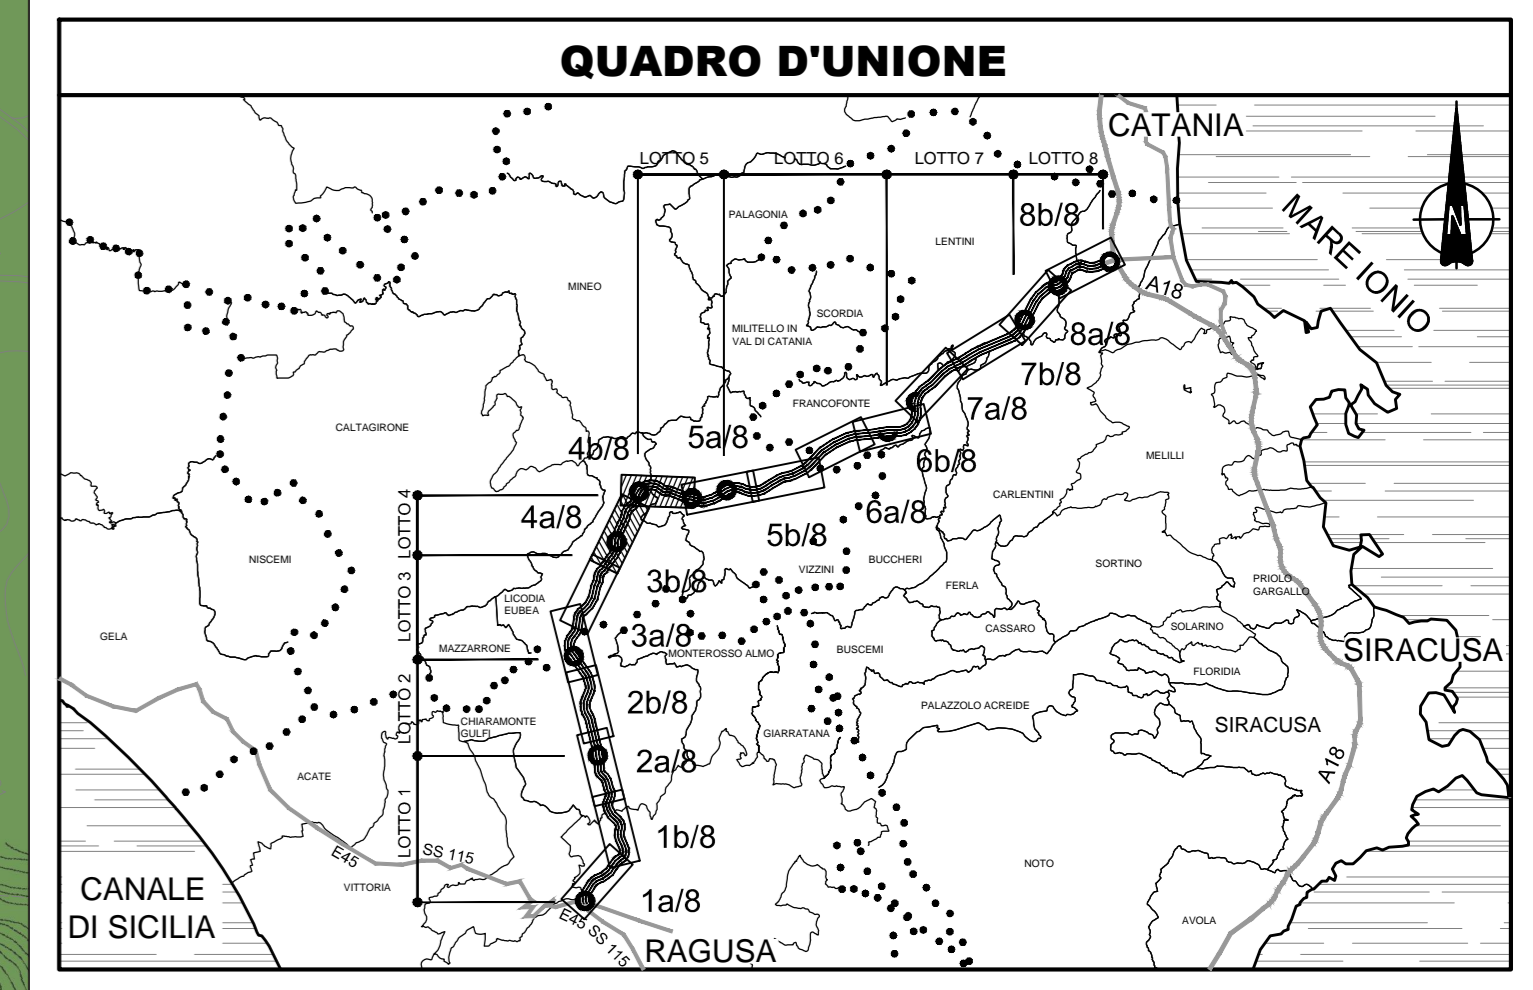 QUADRO D'UNIONE
CATANIA
LOTTO 5
LOTTO 6
LOTTO 7
LOTTO 8
PALAGONIA
8b/8
LENTINI
MARE IONIO
N
MINEO
A18
SCORDIA
MILITELLO IN
VAL DI CATANIA
8a/8
7b/8
FRANCOFONTE
7a/8
CALTAGIRONE
4b/8
5a/8
6b/8
MELILLI
CARLENTINI
LOTTO 4
4a/8
6a/8
5b/8
NISCEMI
VIZZINI
BUCCHERI
SORTINO
3b/8
FERLA
PRIOLO
GARGALLO
LOTTO 3
LICODIA
EUBEA
GELA
3a/8
CASSARO
SOLARINO
MAZZARRONE
MONTEROSSO ALMO
BUSCEMI
SIRACUSA
FLORIDIA
LOTTO 2
2b/8
PALAZZOLO ACREIDE
CHIARAMONTE
GULFI
GIARRATANA
SIRACUSA
2a/8
A18
ACATE
LOTTO 1
1b/8
E45
SS 115
NOTO
VITTORIA
CANALE
DI SICILIA
1a/8
E45 SS 115
RAGUSA
AVOLA